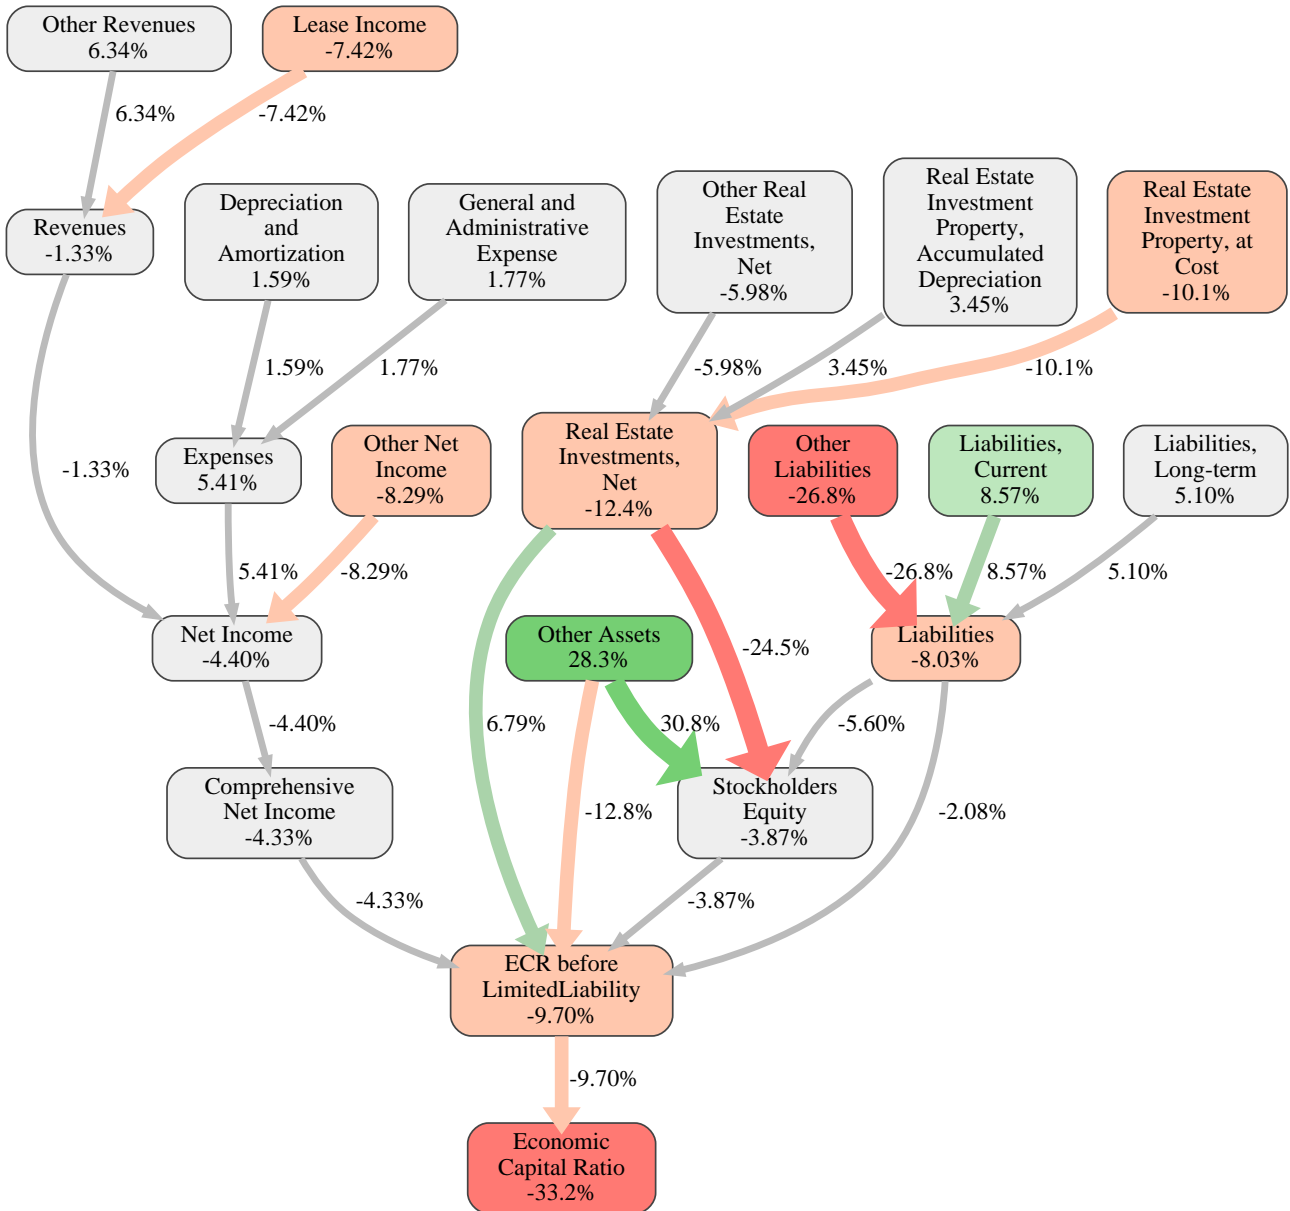 Other Revenues
6.34%
Lease Income
-7.42%
6.34%
-7.42%
Revenues
-1.33%
Depreciation
and
Amortization
1.59%
General and
Administrative
Expense
1.77%
Other Real
Estate
Investments,
Net
-5.98%
Real Estate
Investment
Property,
Accumulated
Depreciation
3.45%
Real Estate
Investment
Property, at
Cost
-10.1%
1.59%
1.77%
-5.98%
3.45%
-10.1%
-1.33%
Expenses
5.41%
Other Net
Income
-8.29%
Real Estate
Investments,
Net
-12.4%
Other
Liabilities
-26.8%
Liabilities,
Current
8.57%
Liabilities,
Long-term
5.10%
5.41%
-8.29%
-26.8%
8.57%
5.10%
Net Income
-4.40%
Other Assets
28.3%
-24.5%
Liabilities
-8.03%
-4.40%
6.79%
30.8%
-5.60%
Comprehensive
Net Income
-4.33%
-12.8%
Stockholders
Equity
-3.87%
-2.08%
-4.33%
-3.87%
ECR before
LimitedLiability
-9.70%
-9.70%
Economic
Capital Ratio
-33.2%